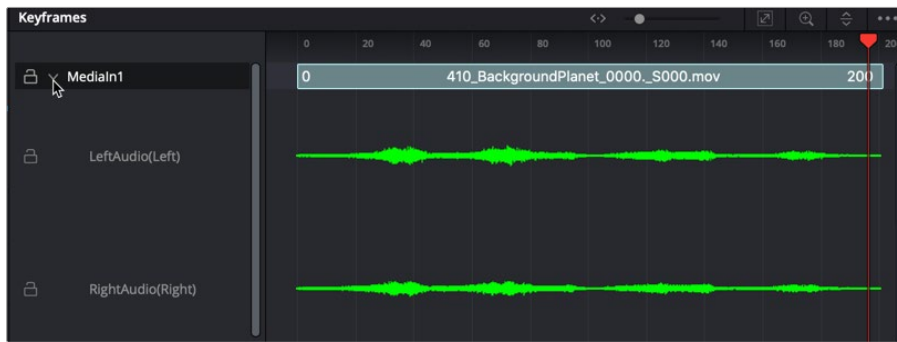 Keyframes
0 20 40 60 80 100 120 140 160 180 20
MediaIn1
0 410_BackgroundPlanet_0000._S000.mov 200
LeftAudio(Left)
RightAudio(Right)